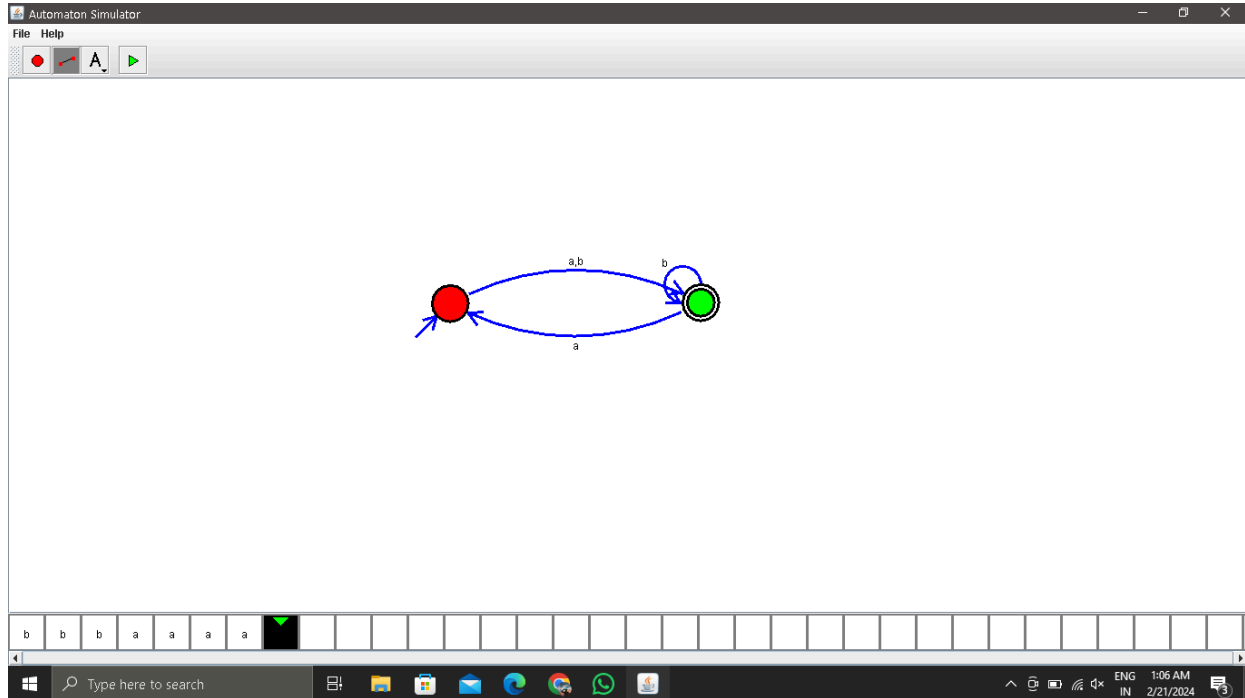 Automaton Simulator
File Help
A
a,b
b
a
b b b a a a a
Type here to search
ENG
IN
1:06 AM
2/21/2024
3